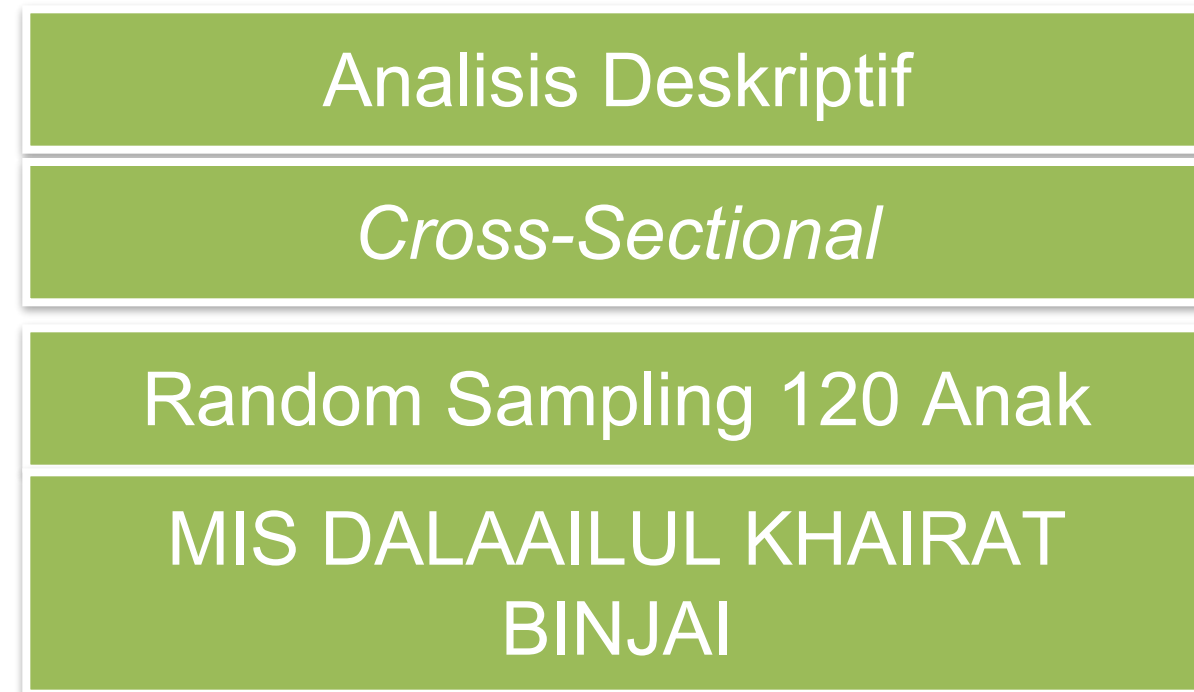 Analisis Deskriptif
Cross-Sectional
Random Sampling 120 Anak
MIS DALAAILUL KHAIRAT
BINJAI